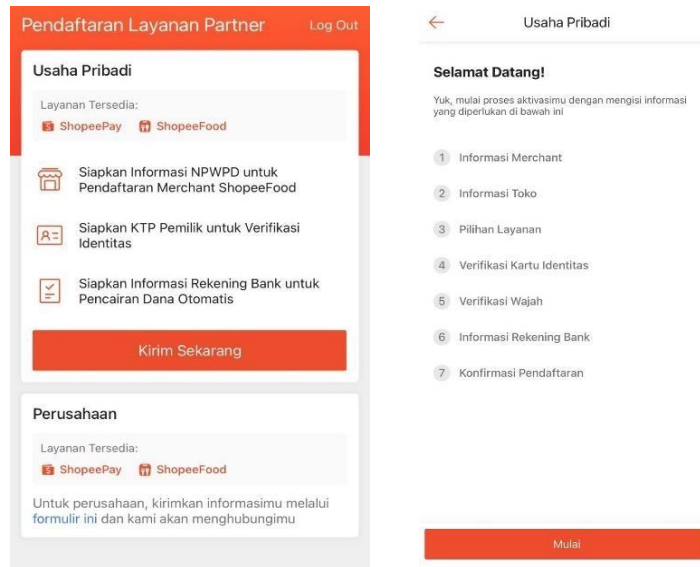 Pendaftaran Layanan Partner
Log Out
Usaha Pribadi
Layanan Tersedia:
ShopeePay ShopeeFood
Siapkan Informasi NPWPD untuk
Pendaftaran Merchant ShopeeFood
Siapkan KTP Pemilik untuk Verifikasi
Identitas
Siapkan Informasi Rekening Bank untuk
Pencairan Dana Otomatis
Kirim Sekarang
Perusahaan
Layanan Tersedia:
ShopeePay ShopeeFood
Untuk perusahaan, kirimkan informasimu melalui
formulir ini dan kami akan menghubungimu
Usaha Pribadi
Selamat Datang!
Yuk, mulai proses aktivasimu dengan mengisi informasi
yang diperlukan di bawah ini
1 Informasi Merchant
2 Informasi Toko
3 Pilihan Layanan
4 Verifikasi Kartu Identitas
5 Verifikasi Wajah
6 Informasi Rekening Bank
7 Konfirmasi Pendaftaran
Mulai